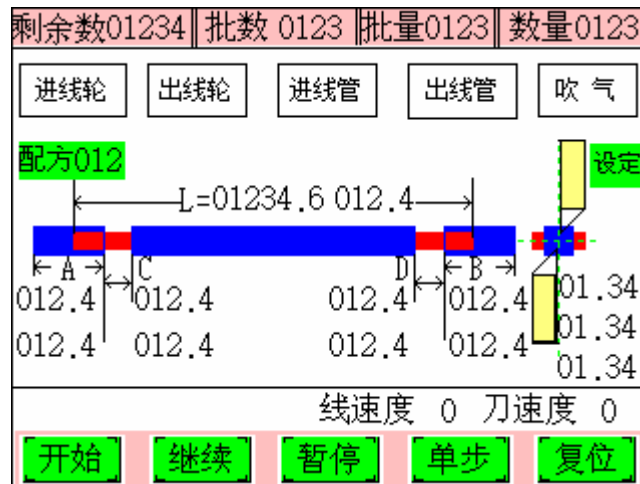 剩余数01234 批数 0123 批量0123 数量0123
进线轮 出线轮 进线管 出线管 吹 气
配方012 设定
L=01234.6 012.4
A C D B
012.4 012.4 012.4 012.4 01.34
012.4 012.4 012.4 012.4 01.34
01.34
线速度 0 刀速度 0
开始 继续 暂停 单步 复位